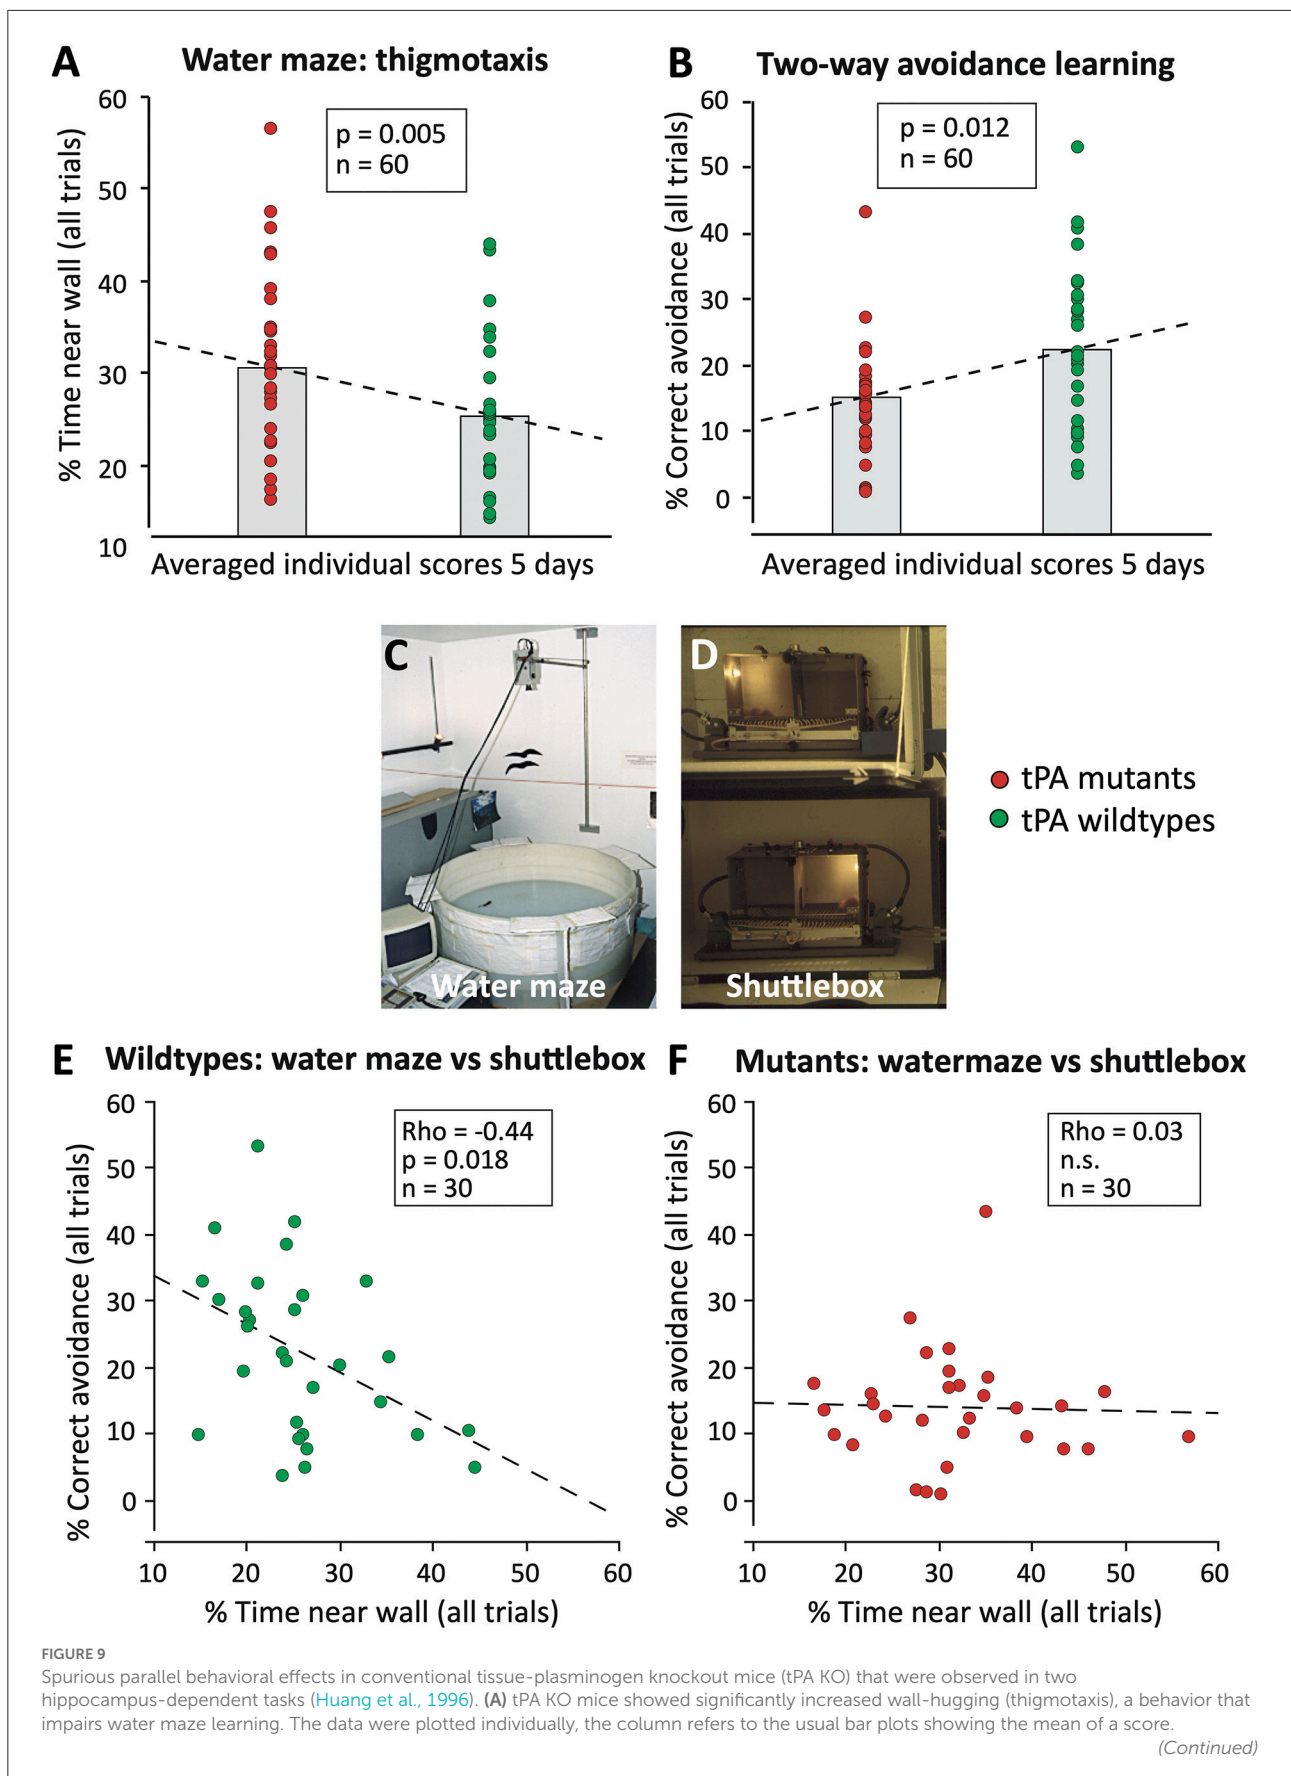 A
Water maze: thigmotaxis
% Time near wall (all trials)
60
50
40
30
20
10
p = 0.005
n = 60
Averaged individual scores 5 days
B
Two-way avoidance learning
% Correct avoidance (all trials)
60
50
40
30
20
10
0
p = 0.012
n = 60
Averaged individual scores 5 days
C
Water maze
D
Shuttlebox
tPA mutants
tPA wildtypes
E
Wildtypes: water maze vs shuttlebox
% Correct avoidance (all trials)
60
50
40
30
20
10
0
Rho = -0.44
p = 0.018
n = 30
10 20 30 40 50 60
% Time near wall (all trials)
F
Mutants: watermaze vs shuttlebox
% Correct avoidance (all trials)
60
50
40
30
20
10
0
Rho = 0.03
n.s.
n = 30
10 20 30 40 50 60
% Time near wall (all trials)
FIGURE 9
Spurious parallel behavioral effects in conventional tissue-plasminogen knockout mice (tPA KO) that were observed in two
hippocampus-dependent tasks (Huang et al., 1996). (A) tPA KO mice showed significantly increased wall-hugging (thigmotaxis), a behavior that
impairs water maze learning. The data were plotted individually, the column refers to the usual bar plots showing the mean of a score.
(Continued)